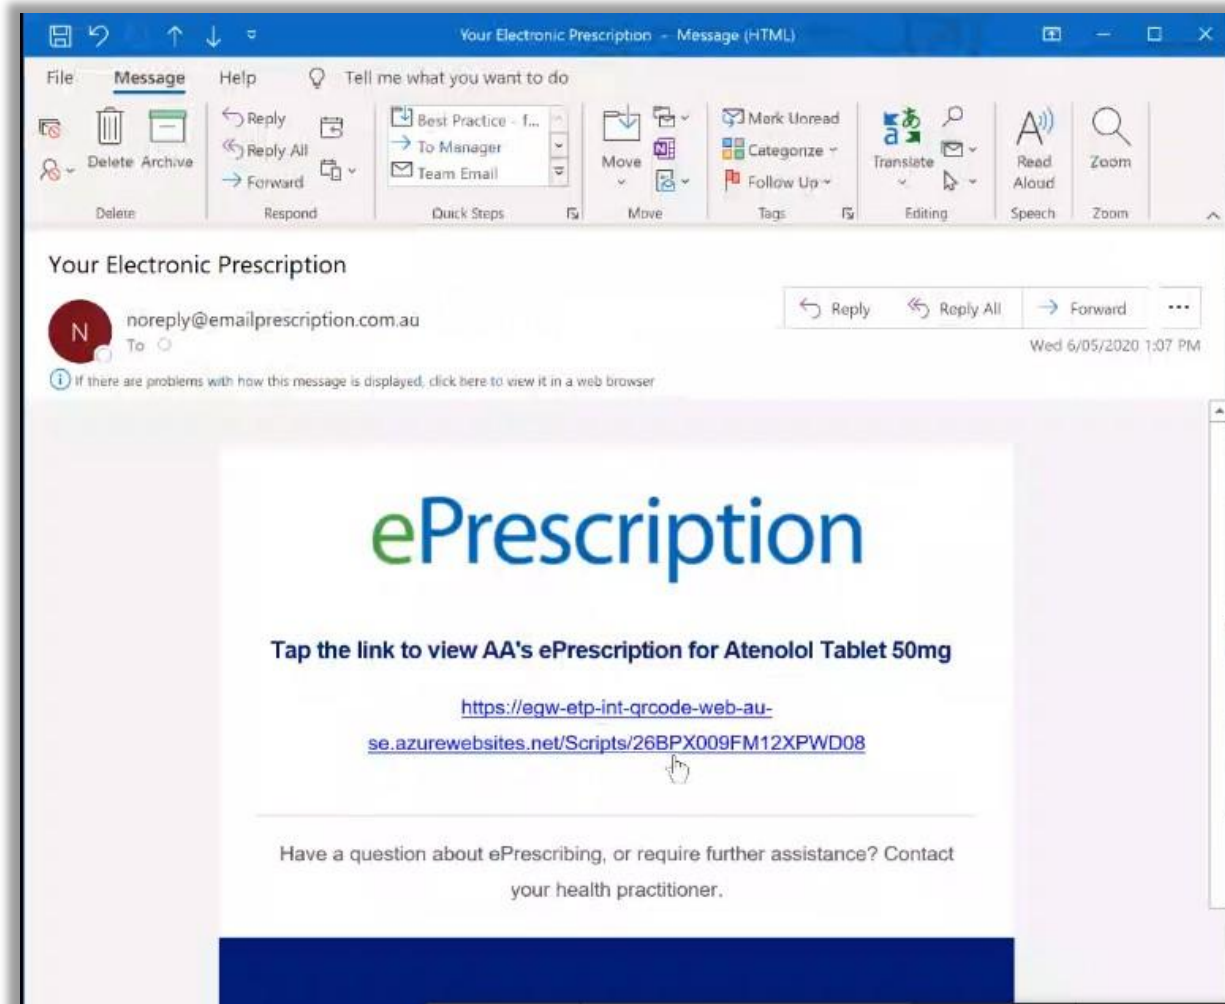 Your Electronic Prescription - Message (HTML)
File Message Help Tell me what you want to do
Delete Archive
Reply
Reply All
Forward
Best Practice - f...
To Manager
Team Email
Move
Mark Unread
Categorize
Follow Up
Translate
Read Aloud
Zoom
Delete Respond Quick Steps Move Tags Editing Speech Zoom
Your Electronic Prescription
N
noreply@emailprescription.com.au
To
Reply Reply All Forward ...
Wed 6/05/2020 1:07 PM
If there are problems with how this message is displayed, click here to view it in a web browser
ePrescription
Tap the link to view AA's ePrescription for Atenolol Tablet 50mg
https://egw-etp-int-qrcode-web-au-
se.azurewebsites.net/Scripts/26BPX009FM12XPWD08
Have a question about ePrescribing, or require further assistance? Contact
your health practitioner.